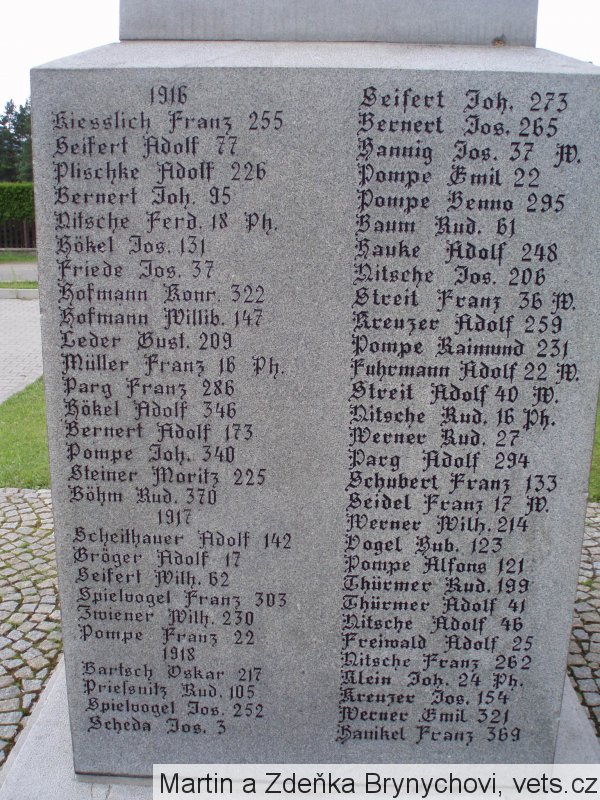 1916
Kiesslich Franz 255
Seifert Adolf 77
Plischke Adolf 226
Bernert Joh. 95
Nitsche Ferd. 18 Ph.
Hökel Jos. 131
Friede Jos. 37
Hofmann Konr. 322
Hofmann Willib. 147
Leder Gust. 209
Müller Franz 16 Ph.
Parg Franz 286
Hökel Adolf 346
Bernert Adolf 173
Pompe Joh. 340
Steiner Moritz 225
Böhm Rud. 370
1917
Scheithauer Adolf 142
Gröger Adolf 17
Seifert Wilh. 62
Spielvogel Franz 303
Zwiener Wilh. 230
Pompe Franz 22
1918
Bartsch Oskar 217
Priessnitz Rud. 105
Spielvogel Jos. 252
Scheda Jos. 3
Seifert Joh. 273
Bernert Jos. 265
Hannig Jos. 37 W.
Pompe Emil 22
Pompe Benno 295
Baum Rud. 61
Hauke Adolf 248
Nitsche Jos. 206
Streit Franz 36 W.
Kreuzer Adolf 259
Pompe Raimund 231
Fuhrmann Adolf 22 W.
Streit Adolf 40 W.
Nitsche Rud. 16 Ph.
Werner Rud. 27
Parg Adolf 294
Schubert Franz 133
Seidel Franz 17 W.
Werner Wilh. 214
Vogel Hub. 123
Pompe Alfons 121
Thürmer Rud. 199
Thürmer Adolf 41
Nitsche Adolf 46
Freiwald Adolf 25
Nitsche Franz 262
Klein Joh. 24 Ph.
Kreuzer Jos. 154
Werner Emil 321
Hanikel Franz 369
Martin a Zdeňka Brynychovi, vets.cz